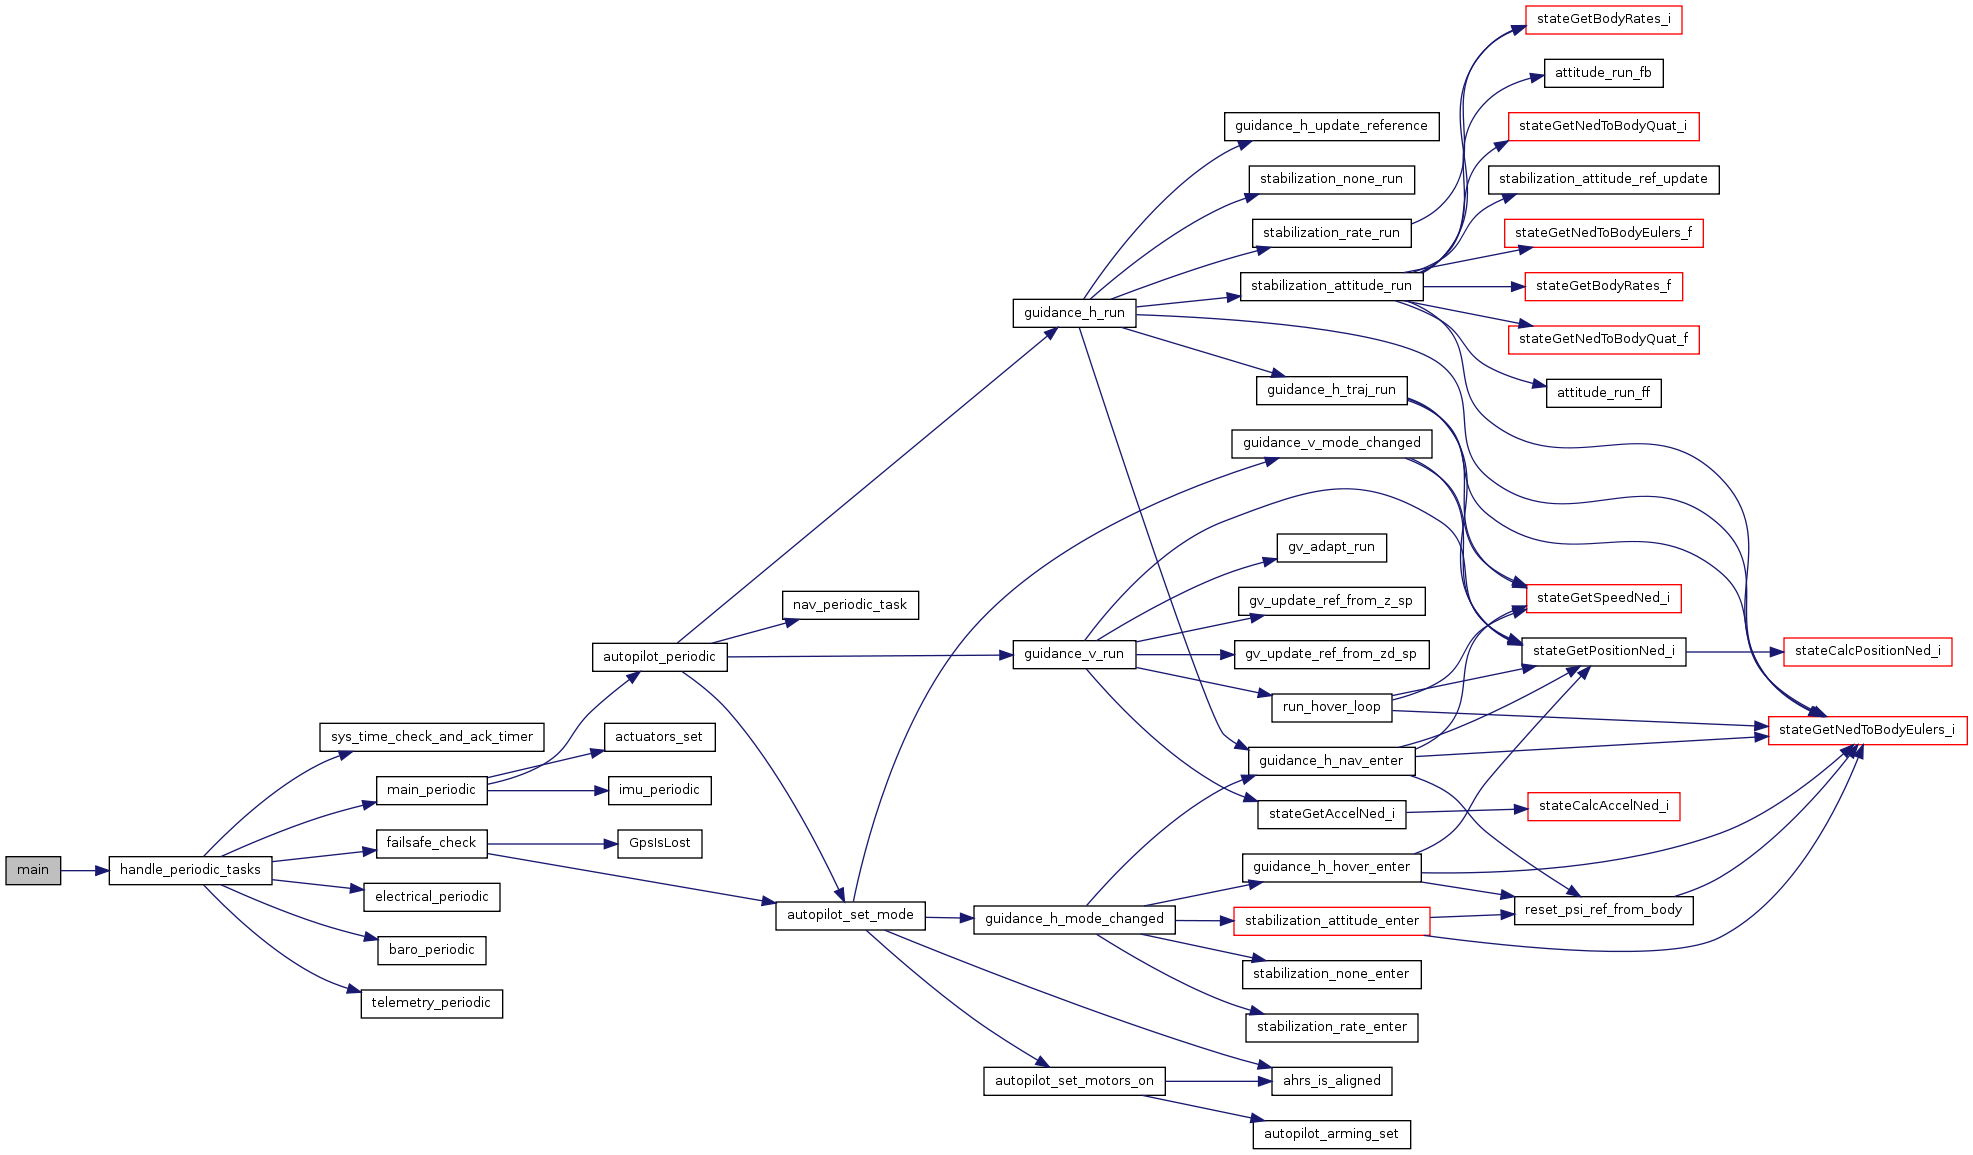 main
handle_periodic_tasks
sys_time_check_and_ack_timer
main_periodic
failsafe_check
electrical_periodic
baro_periodic
telemetry_periodic
autopilot_periodic
actuators_set
imu_periodic
GpsIsLost
nav_periodic_task
autopilot_set_mode
guidance_h_run
guidance_v_run
guidance_h_mode_changed
autopilot_set_motors_on
guidance_h_update_reference
stabilization_none_run
stabilization_rate_run
stabilization_attitude_run
guidance_h_traj_run
guidance_v_mode_changed
gv_adapt_run
gv_update_ref_from_z_sp
gv_update_ref_from_zd_sp
run_hover_loop
guidance_h_nav_enter
stateGetAccelNed_i
guidance_h_hover_enter
stabilization_attitude_enter
stabilization_none_enter
stabilization_rate_enter
ahrs_is_aligned
autopilot_arming_set
stateGetBodyRates_i
attitude_run_fb
stateGetNedToBodyQuat_i
stabilization_attitude_ref_update
stateGetNedToBodyEulers_f
stateGetBodyRates_f
stateGetNedToBodyQuat_f
attitude_run_ff
stateGetSpeedNed_i
stateGetPositionNed_i
stateCalcAccelNed_i
reset_psi_ref_from_body
stateCalcPositionNed_i
stateGetNedToBodyEulers_i